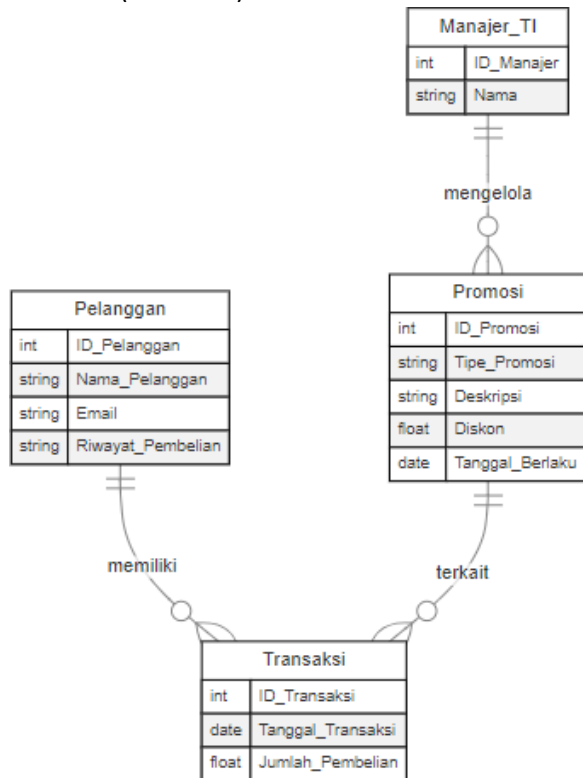 Manajer_TI
int ID_Manajer
string Nama
mengelola
Promosi
int ID_Promosi
string Tipe_Promosi
string Deskripsi
float Diskon
date Tanggal_Berlaku
Pelanggan
int ID_Pelanggan
string Nama_Pelanggan
string Email
string Riwayat_Pembelian
memiliki
terkait
Transaksi
int ID_Transaksi
date Tanggal_Transaksi
float Jumlah_Pembelian